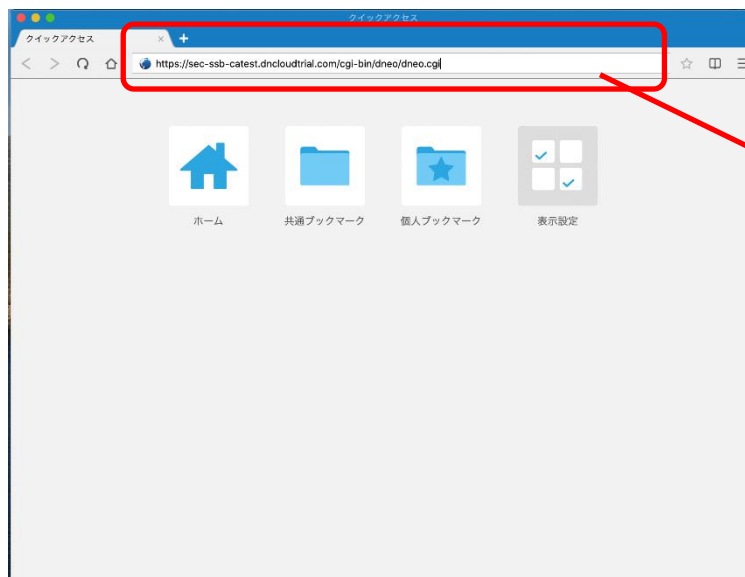 クイックアクセス
クイックアクセス × +
https://sec-ssb-catest.dncloudtrial.com/cgi-bin/dneo/dneo.cgi
ホーム 共通ブックマーク 個人ブックマーク 表示設定